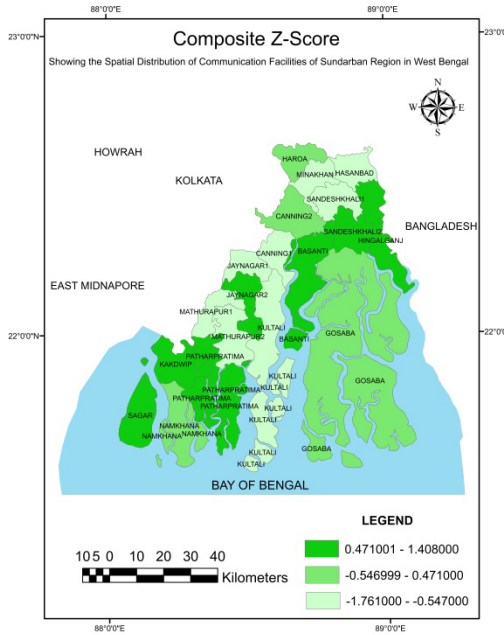 88°0'0"E
89°0'0"E
23°0'0"N
23°0'0"N
Composite Z-Score
Showing the Spatial Distribution of Communication Facilities of Sundarban Region in West Bengal
N
W
E
S
HOWRAH
KOLKATA
HAROA
MINAKHAN
HASANBAD
SANDESHKHALI1
CANNING2
SANDESHKHALI2
HINGALGANJ
BANGLADESH
CANNING1
BASANTI
JAYNAGAR1
EAST MIDNAPORE
JAYNAGAR2
MATHURAPUR1
KULTALI
GOSABA
22°0'0"N
22°0'0"N
MATHURAPUR2
BASANTI
PATHARPRATIMA
KAKDWIP
KULTALI
GOSABA
PATHARPRATIMA
KULTALI
PATHARPRATIMA
PATHARPRATIMA
KULTALI
SAGAR
NAMKHANA
KULTALI
NAMKHANA
NAMKHANA
KULTALI
GOSABA
KULTALI
BAY OF BENGAL
LEGEND
0.471001 - 1.408000
-0.546999 - 0.471000
-1.761000 - -0.547000
10 5 0 10 20 30 40
Kilometers
88°0'0"E
89°0'0"E